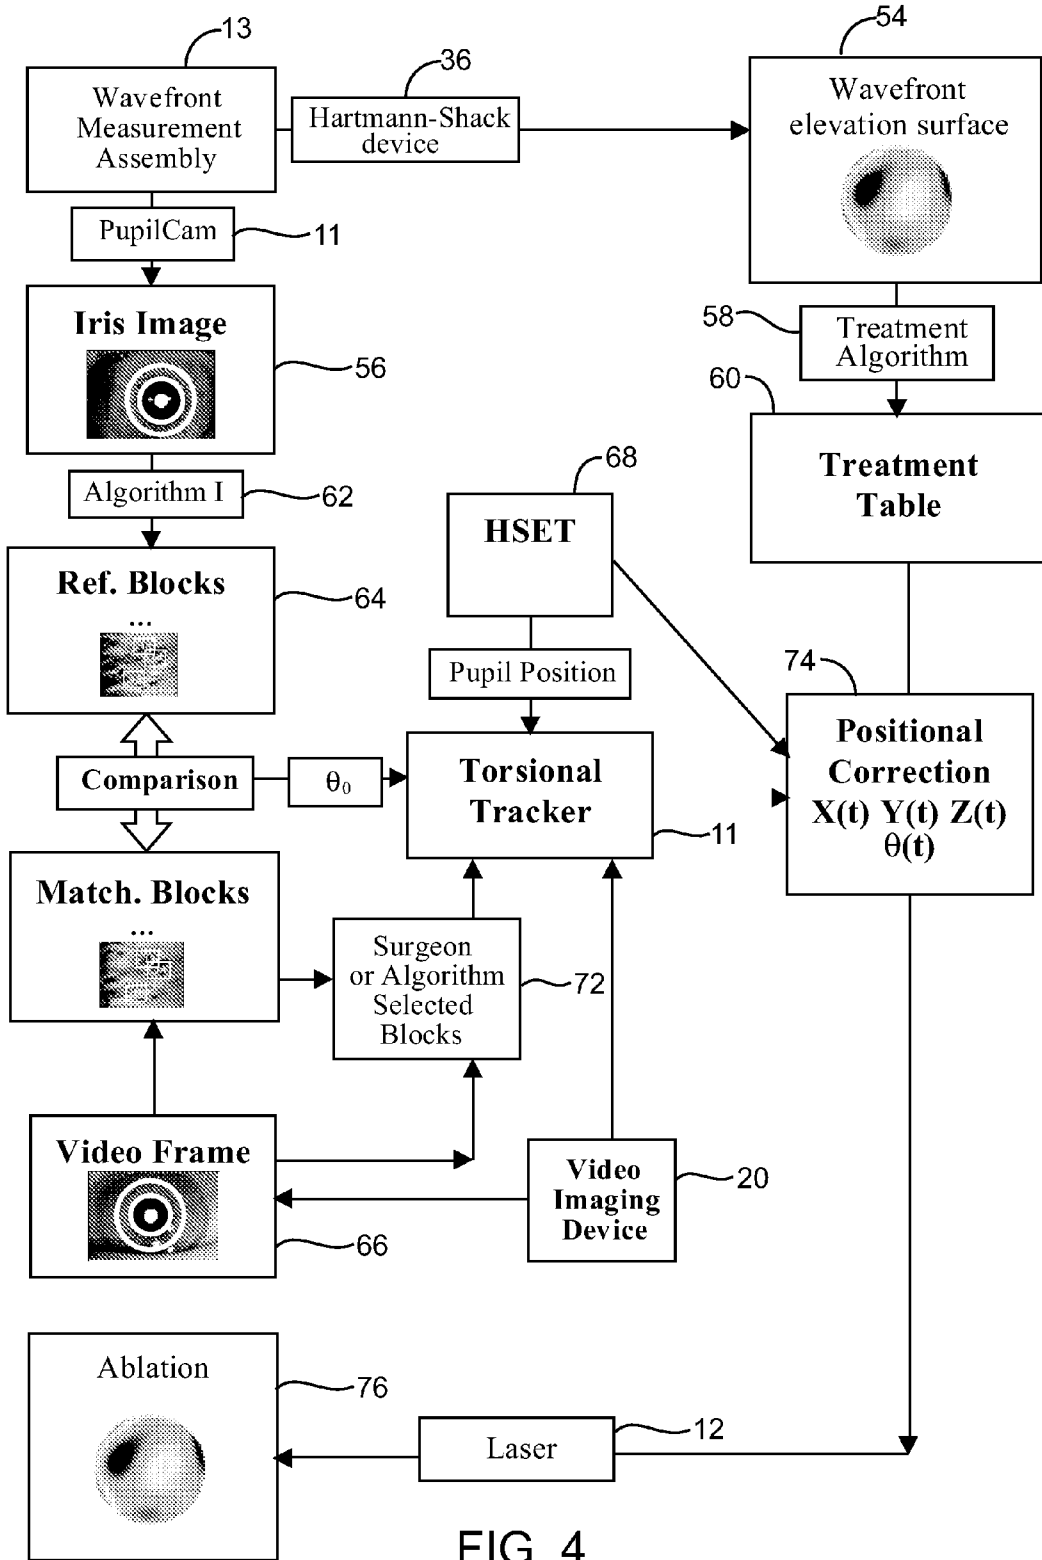 13
Wavefront
Measurement
Assembly
36
Hartmann-Shack
device
54
Wavefront
elevation surface
PupilCam
11
Iris Image
56
58
Treatment
Algorithm
60
Treatment
Table
Algorithm I
62
68
HSET
Ref. Blocks
...
64
Pupil Position
74
Positional
Correction
X(t) Y(t) Z(t)
θ(t)
Comparison
θ0
Torsional
Tracker
11
Match. Blocks
...
Surgeon
or Algorithm
Selected
Blocks
72
Video Frame
66
Video
Imaging
Device
20
Ablation
76
Laser
12
FIG. 4